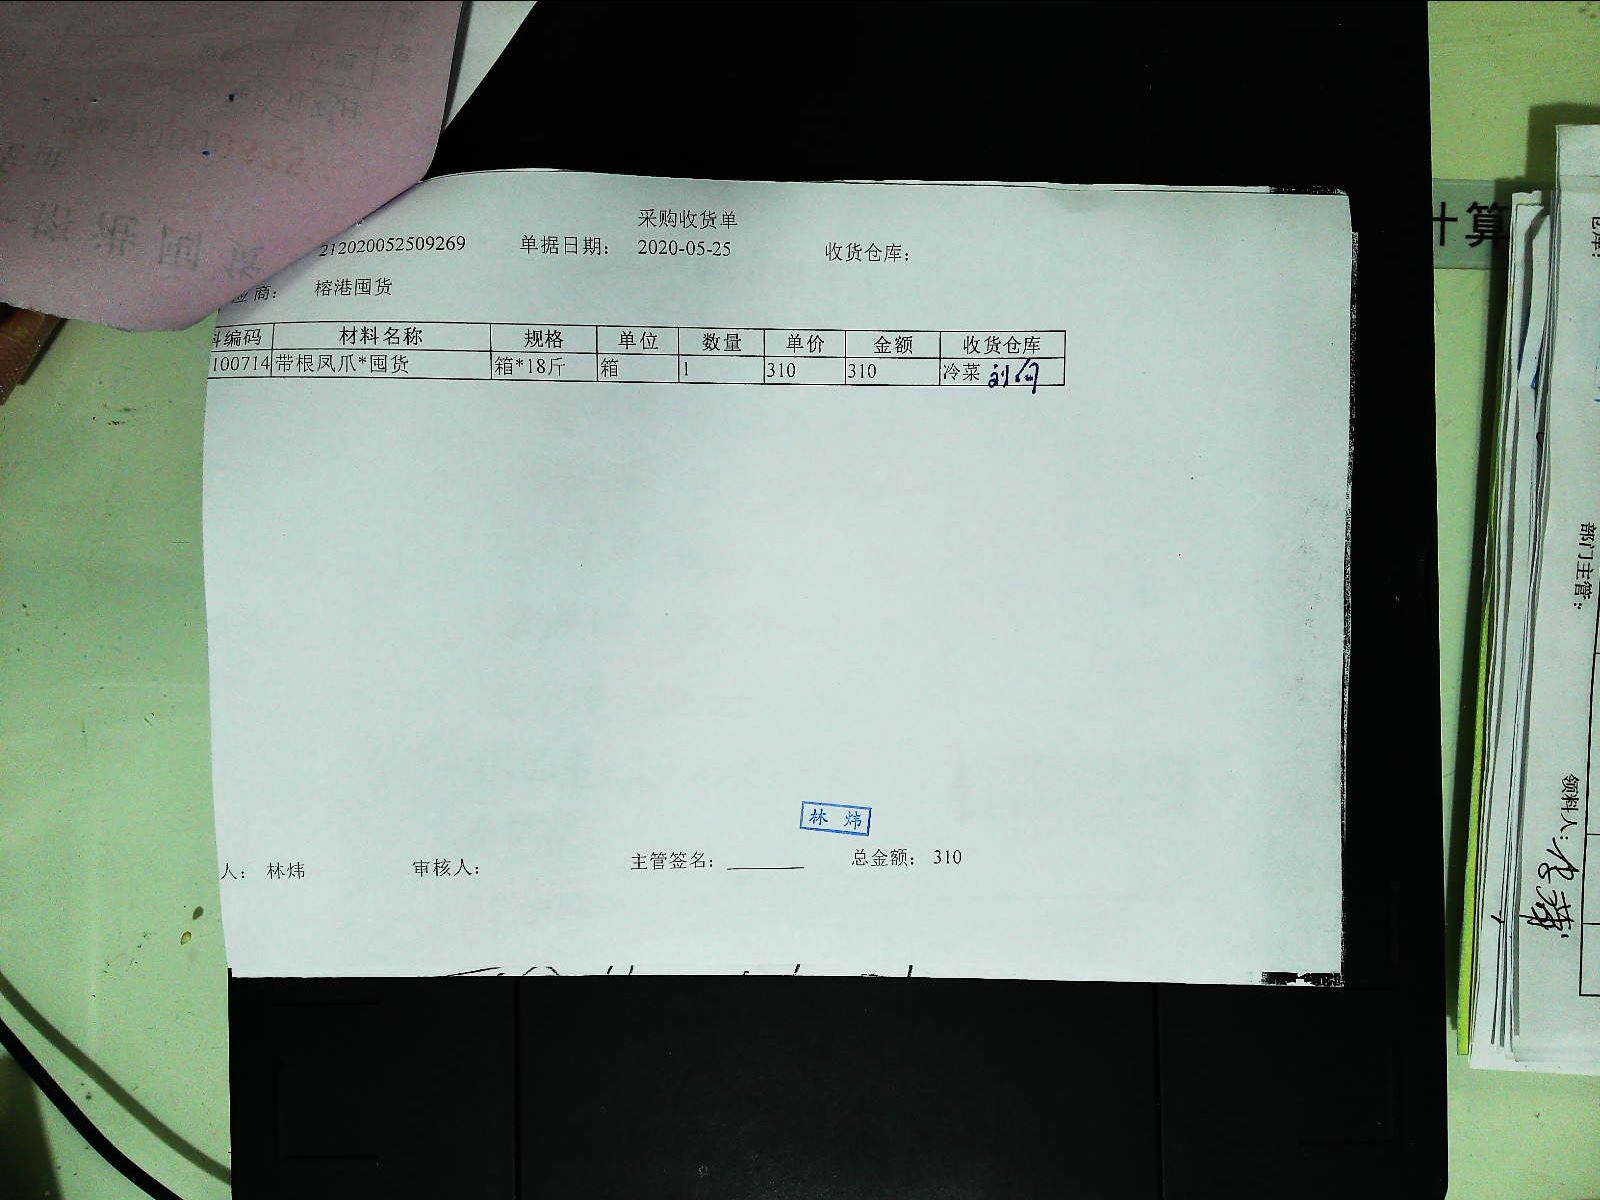 采购收货单
212020052509269 单据日期： 2020-05-25 收货仓库：
应商： 榕港囤货
料编码 材料名称 规格 单位 数量 单价 金额 收货仓库
100714 带根凤爪*囤货 箱*18斤 箱 1 310 310 冷菜
林 炜
人： 林炜 审核人： 主管签名： 总金额： 310
计算
部门主管：
领料人：